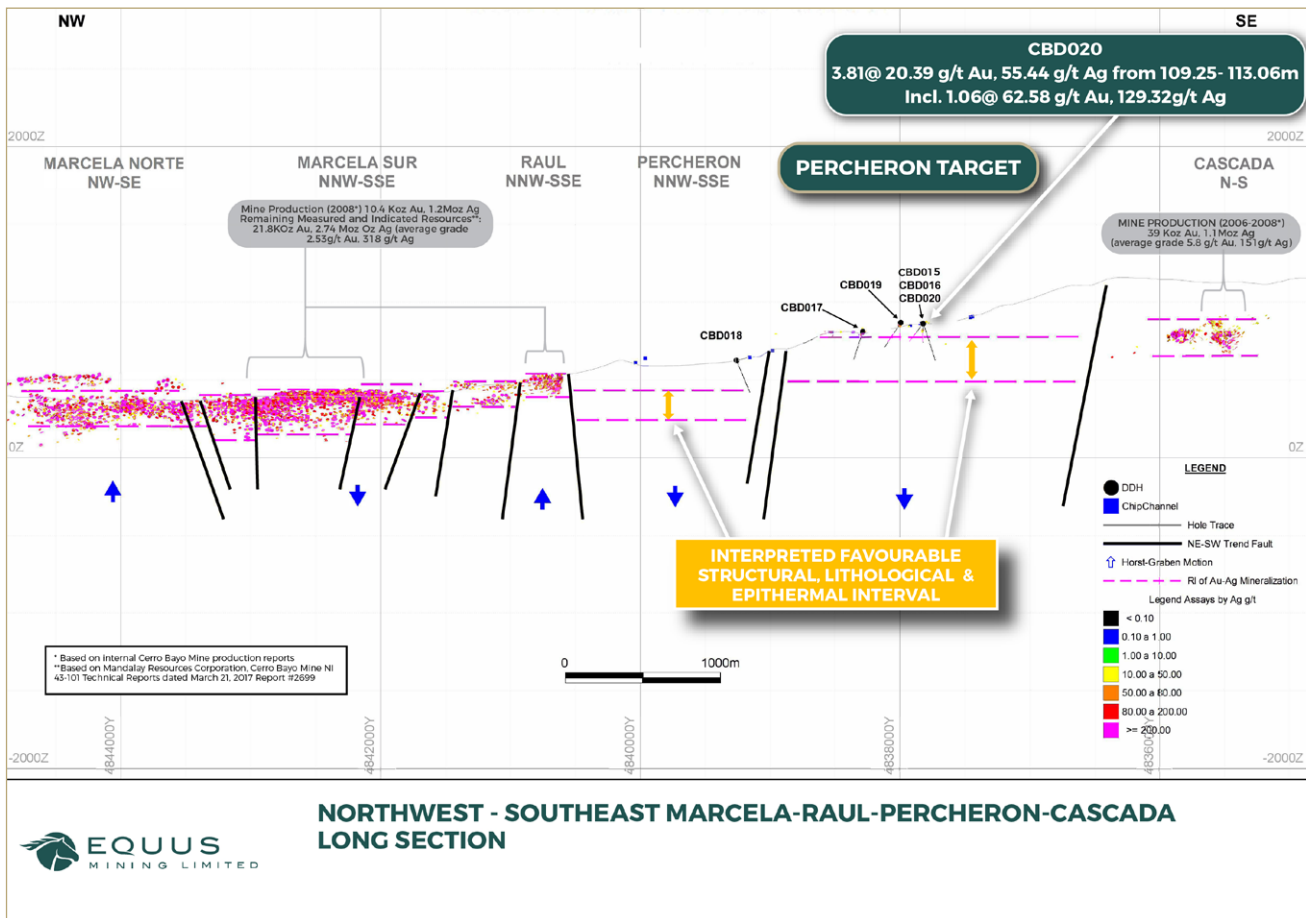 NW
SE
CBD020
3.81@ 20.39 g/t Au, 55.44 g/t Ag from 109.25- 113.06m
Incl. 1.06@ 62.58 g/t Au, 129.32g/t Ag
2000Z
2000Z
MARCELA NORTE
NW-SE
MARCELA SUR
NNW-SSE
RAUL
NNW-SSE
PERCHERON
NNW-SSE
PERCHERON TARGET
CASCADA
N-S
Mine Production (2008*) 10.4 Koz Au, 1.2Moz Ag
Remaining Measured and Indicated Resources**:
21.8KOz Au, 2.74 Moz Oz Ag (average grade
2.53g/t Au, 318 g/t Ag
MINE PRODUCTION (2006-2008*)
39 Koz Au, 1.1Moz Ag
(average grade 5.8 g/t Au, 151g/t Ag)
CBD015
CBD019
CBD016
CBD020
CBD017
CBD018
0Z
0Z
LEGEND
DDH
ChipChannel
Hole Trace
NE-SW Trend Fault
Horst-Graben Motion
RI of Au-Ag Mineralization
Legend Assays by Ag g/t
< 0.10
0.10 a 1.00
1.00 a 10.00
10.00 a 50.00
50.00 a 80.00
80.00 a 200.00
>= 200.00
INTERPRETED FAVOURABLE
STRUCTURAL, LITHOLOGICAL &
EPITHERMAL INTERVAL
* Based on internal Cerro Bayo Mine production reports
**Based on Mandalay Resources Corporation, Cerro Bayo Mine NI
43-101 Technical Reports dated March 21, 2017 Report #2699
0
1000m
4844000Y
4842000Y
4840000Y
4838000Y
4836000Y
-2000Z
-2000Z
NORTHWEST - SOUTHEAST MARCELA-RAUL-PERCHERON-CASCADA
LONG SECTION
EQUUS
MINING LIMITED